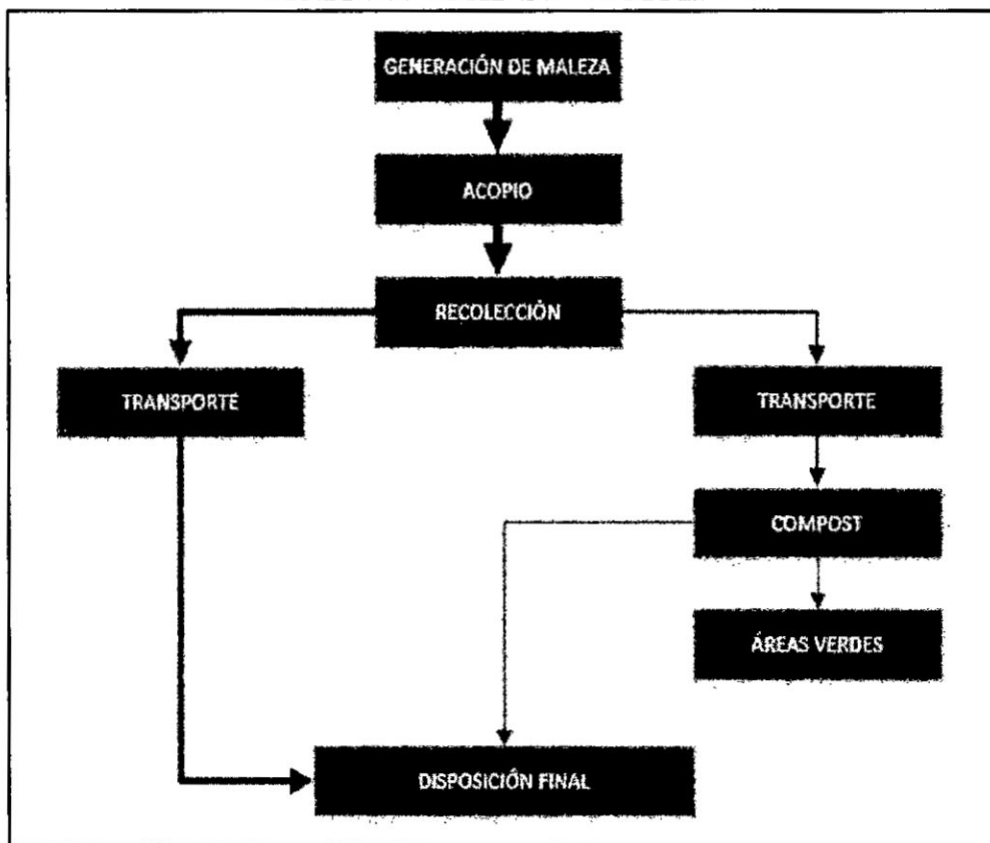 GENERACIÓN DE MALEZA
ACOPIO
RECOLECCIÓN
TRANSPORTE
TRANSPORTE
COMPOST
ÁREAS VERDES
DISPOSICIÓN FINAL